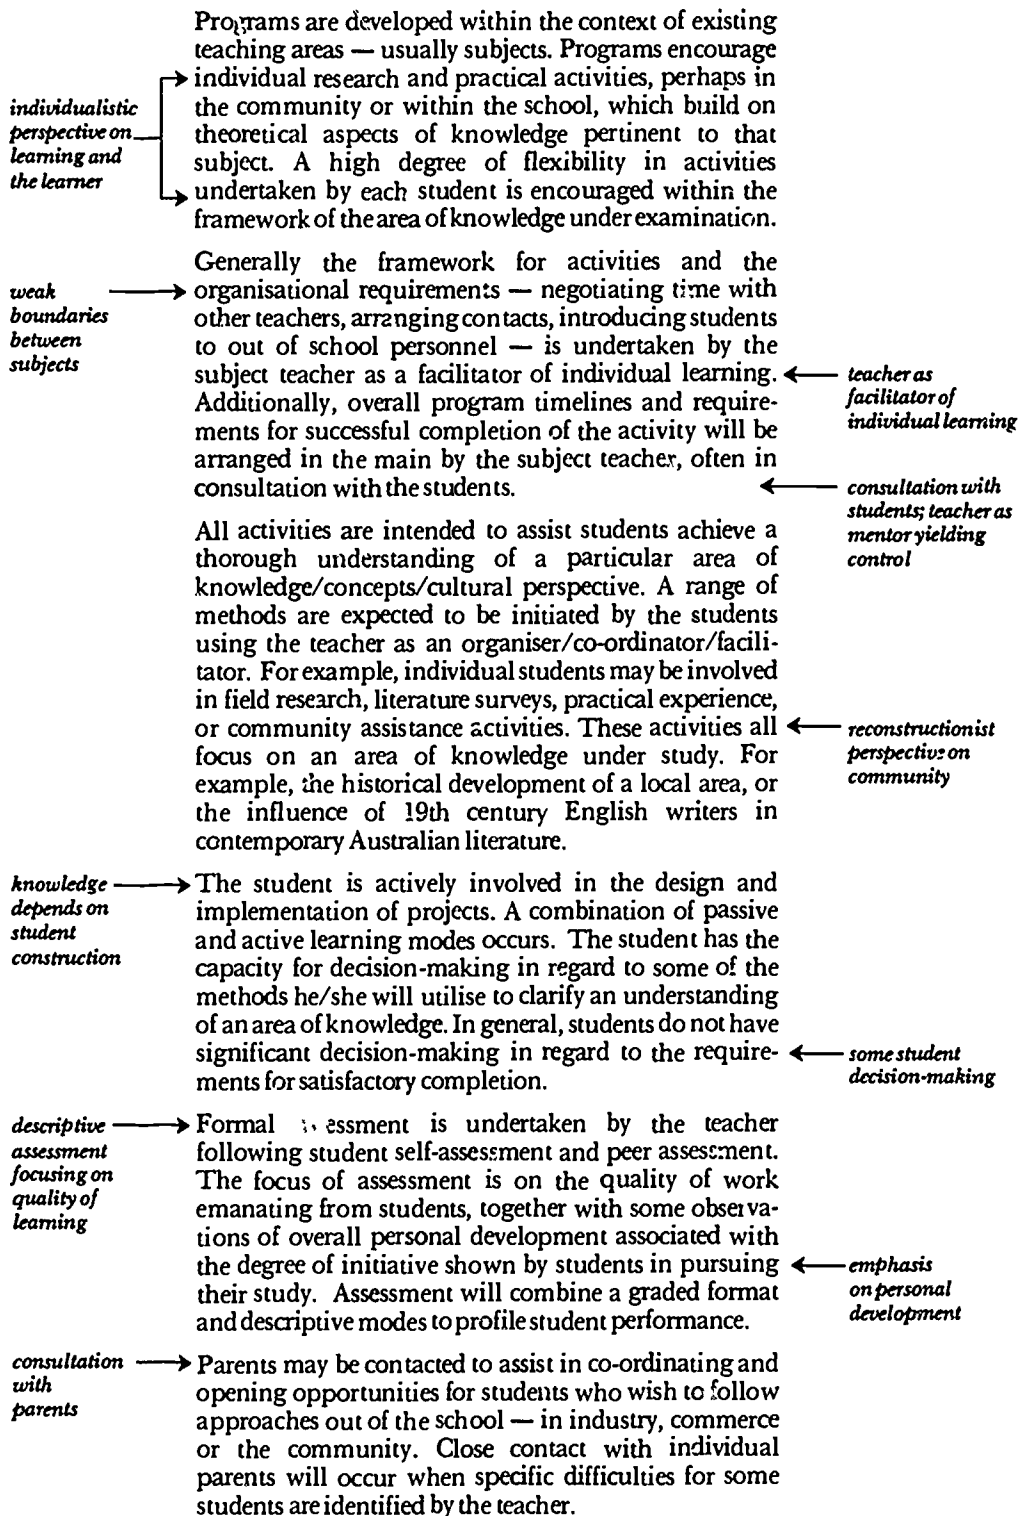 Programs are developed within the context of existing
teaching areas — usually subjects. Programs encourage
individual research and practical activities, perhaps in
the community or within the school, which build on
theoretical aspects of knowledge pertinent to that
subject. A high degree of flexibility in activities
undertaken by each student is encouraged within the
framework of the area of knowledge under examination.
individualistic
perspective on
learning and
the learner
Generally the framework for activities and the
organisational requirements — negotiating time with
other teachers, arranging contacts, introducing students
to out of school personnel — is undertaken by the
subject teacher as a facilitator of individual learning.
Additionally, overall program timelines and require-
ments for successful completion of the activity will be
arranged in the main by the subject teacher, often in
consultation with the students.
weak
boundaries
between
subjects
teacher as
facilitator of
individual learning
consultation with
students; teacher as
mentor yielding
control
All activities are intended to assist students achieve a
thorough understanding of a particular area of
knowledge/concepts/cultural perspective. A range of
methods are expected to be initiated by the students
using the teacher as an organiser/co-ordinator/facili-
tator. For example, individual students may be involved
in field research, literature surveys, practical experience,
or community assistance activities. These activities all
focus on an area of knowledge under study. For
example, the historical development of a local area, or
the influence of 19th century English writers in
contemporary Australian literature.
reconstructionist
perspective on
community
knowledge
depends on
student
construction
The student is actively involved in the design and
implementation of projects. A combination of passive
and active learning modes occurs. The student has the
capacity for decision-making in regard to some of the
methods he/she will utilise to clarify an understanding
of an area of knowledge. In general, students do not have
significant decision-making in regard to the require-
ments for satisfactory completion.
some student
decision-making
descriptive
assessment
focusing on
quality of
learning
Formal essment is undertaken by the teacher
following student self-assessment and peer assessment.
The focus of assessment is on the quality of work
emanating from students, together with some observa-
tions of overall personal development associated with
the degree of initiative shown by students in pursuing
their study. Assessment will combine a graded format
and descriptive modes to profile student performance.
emphasis
on personal
development
consultation
with
parents
Parents may be contacted to assist in co-ordinating and
opening opportunities for students who wish to follow
approaches out of the school — in industry, commerce
or the community. Close contact with individual
parents will occur when specific difficulties for some
students are identified by the teacher.